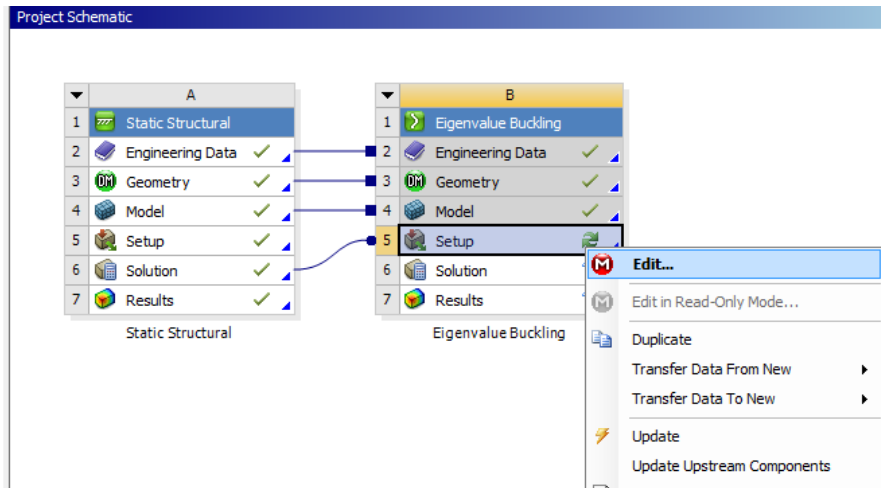 Project Schematic
A
1 Static Structural
2 Engineering Data
3 DM Geometry
4 Model
5 Setup
6 Solution
7 Results
Static Structural
B
1 Eigenvalue Buckling
2 Engineering Data
3 DM Geometry
4 Model
5 Setup
6 Solution
7 Results
Eigenvalue Buckling
M Edit...
M Edit in Read-Only Mode...
Duplicate
Transfer Data From New
Transfer Data To New
Update
Update Upstream Components